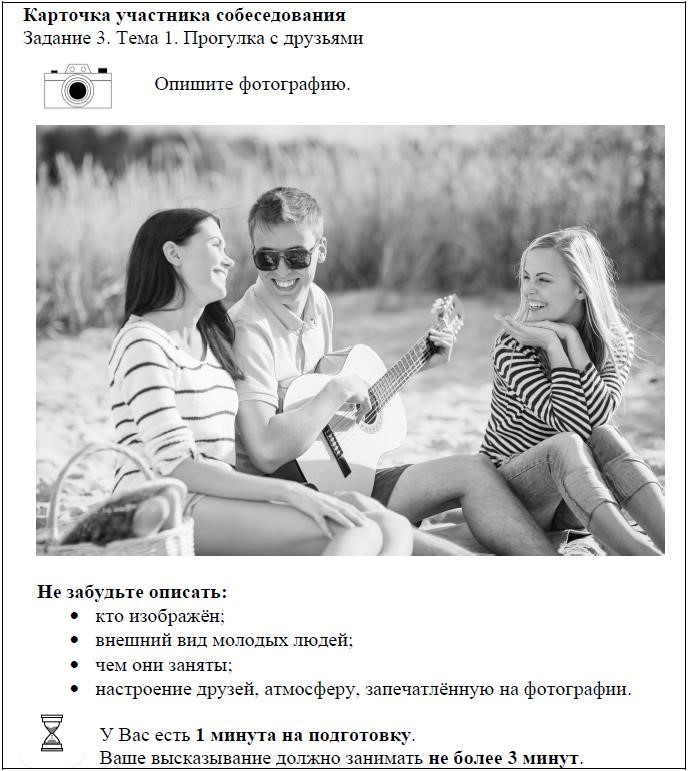 Карточка участника собеседования
Задание 3. Тема 1. Прогулка с друзьями
Опишите фотографию.
Не забудьте описать:
• кто изображён;
• внешний вид молодых людей;
• чем они заняты;
• настроение друзей, атмосферу, запечатлённую на фотографии.
У Вас есть 1 минута на подготовку.
Ваше высказывание должно занимать не более 3 минут.